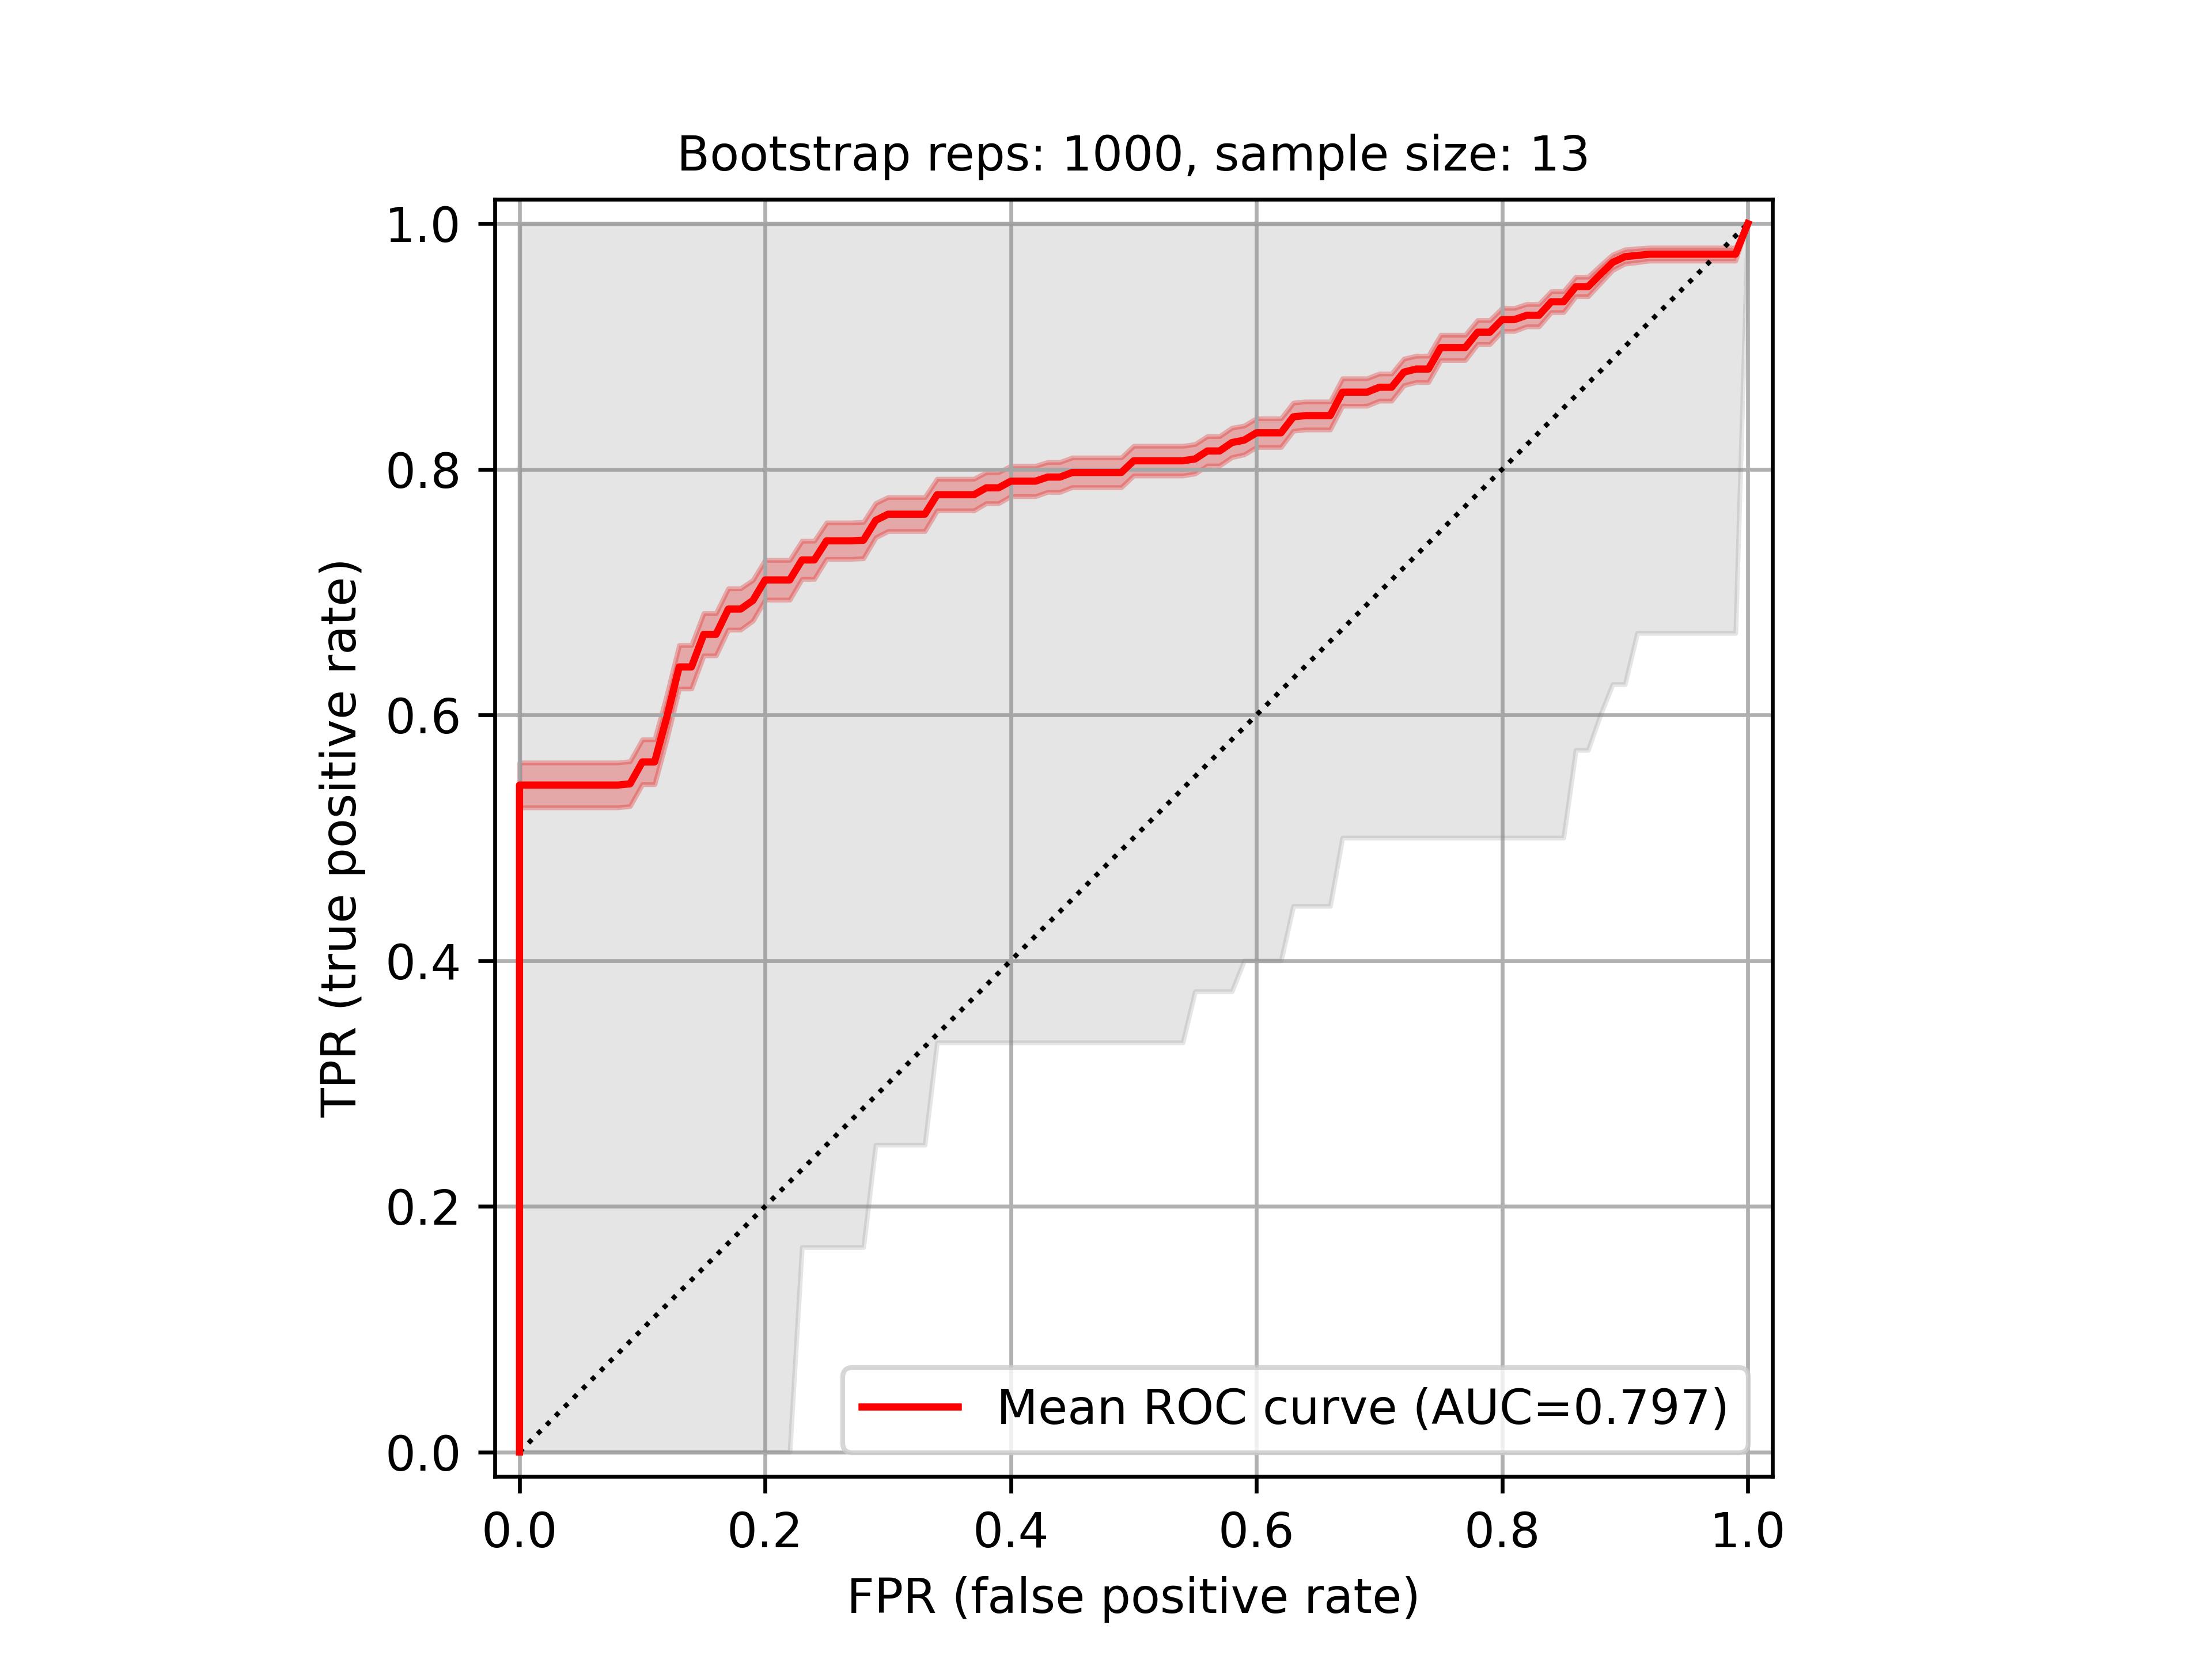 Bootstrap reps: 1000, sample size: 13
1.0
0.8
0.6
0.4
0.2
0.0
TPR (true positive rate)
Mean ROC curve (AUC=0.797)
0.0 0.2 0.4 0.6 0.8 1.0
FPR (false positive rate)